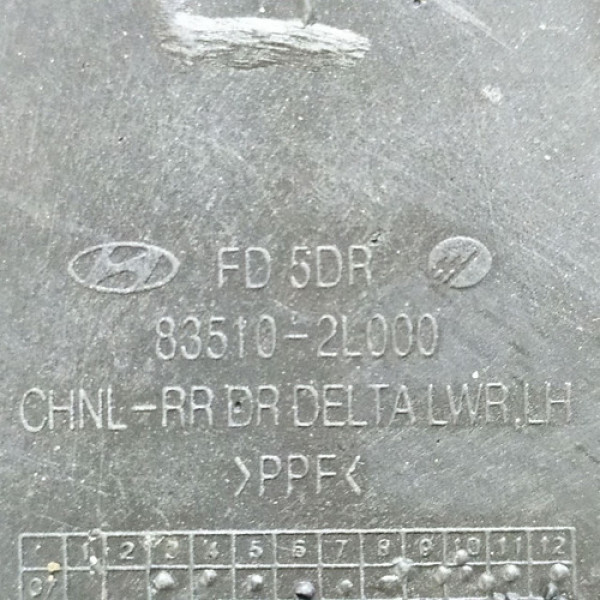 FD 5DR
83510-2L000
CHNL-RR DR DELTA LWR,LH
>PPF<
1 2 3 4 5 6 7 8 9 10 11 12
07